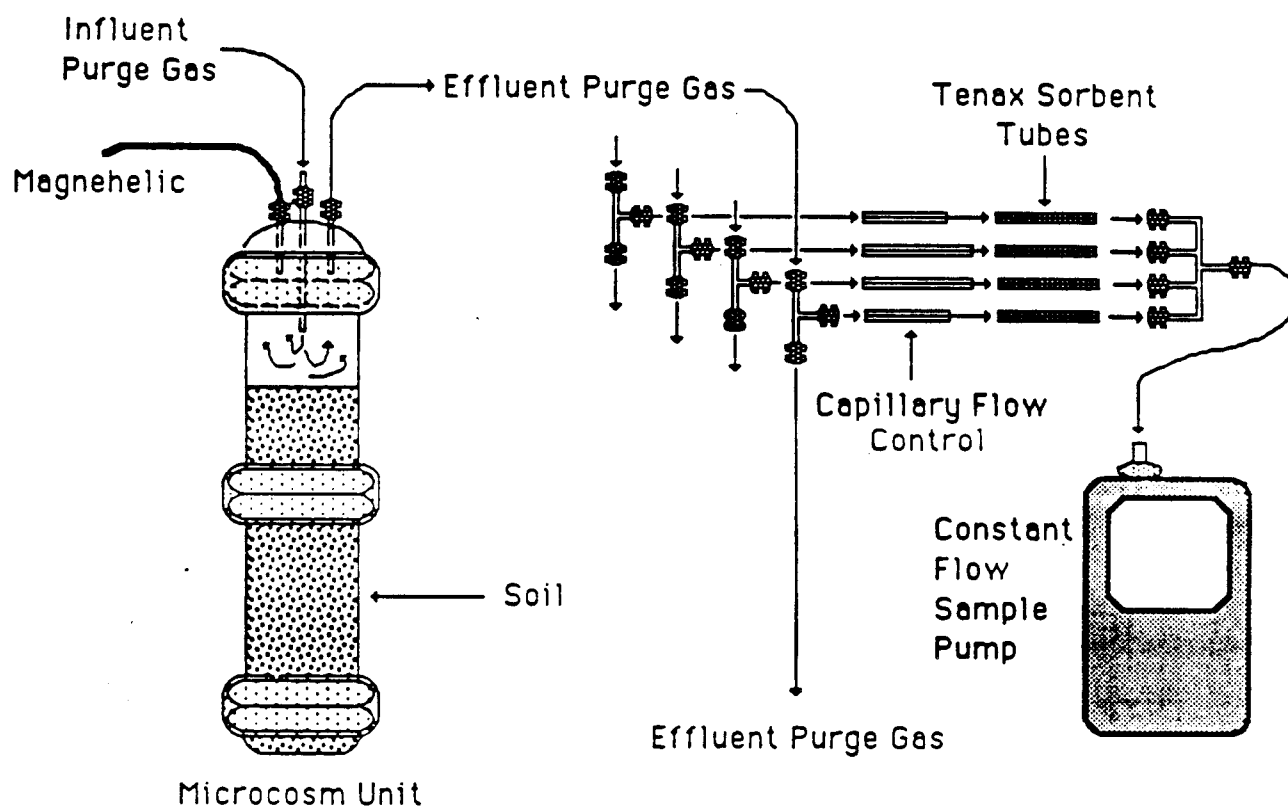 Influent
Purge Gas
Effluent Purge Gas
Tenax Sorbent
Tubes
Magnehelic
Capillary Flow
Control
Constant
Flow
Sample
Pump
Soil
Effluent Purge Gas
Microcosm Unit